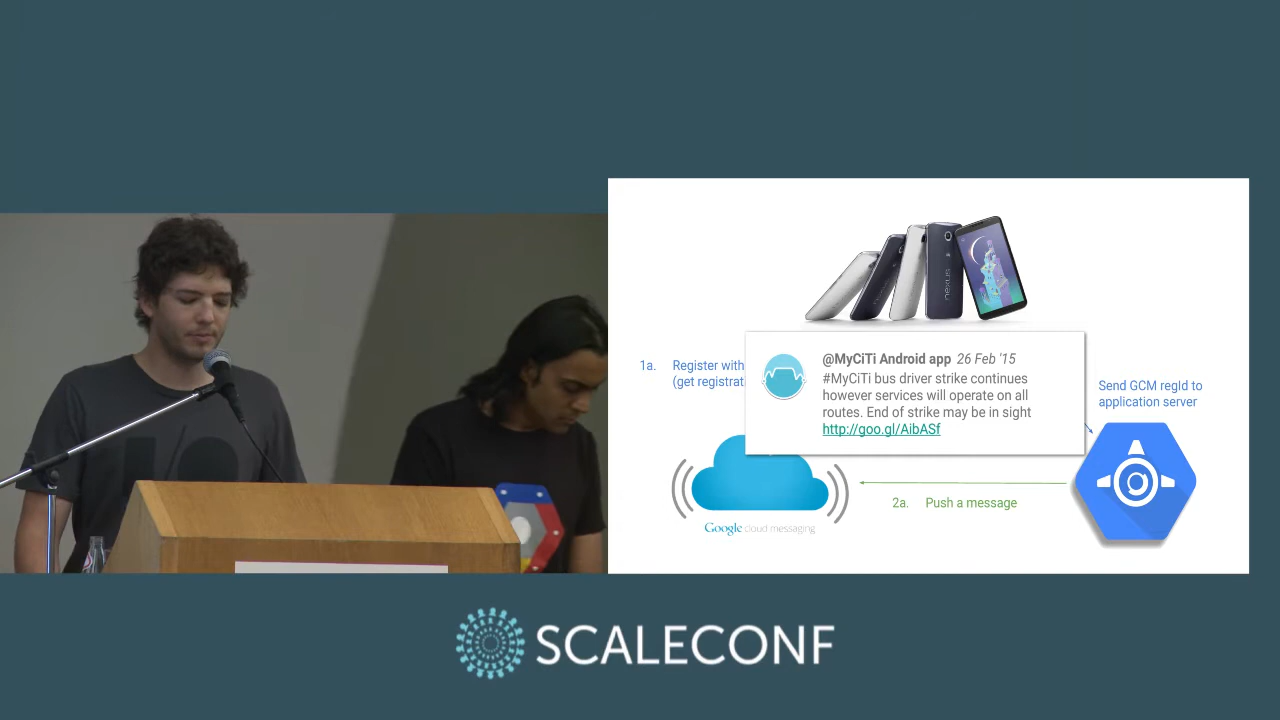 nexus
@MyCiTi Android app 26 Feb '15
#MyCiTi bus driver strike continues
however services will operate on all
routes. End of strike may be in sight
http://goo.gl/AibASf
1a. Register with
(get registrat
Send GCM regId to
application server
2a. Push a message
Google cloud messaging
SCALECONF